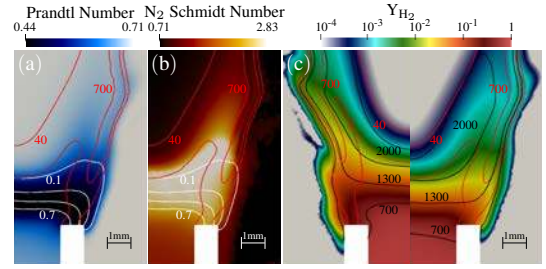 Prandtl Number N₂ Schmidt Number Y_H₂
0.44 0.71 0.71 2.83 10⁻⁴ 10⁻³ 10⁻² 10⁻¹ 1
(a) (b) (c)
700 700 700 700
40 40 40 2000
0.1 0.1 2000
1300 1300
0.7 0.7 700 700
1mm 1mm 1mm